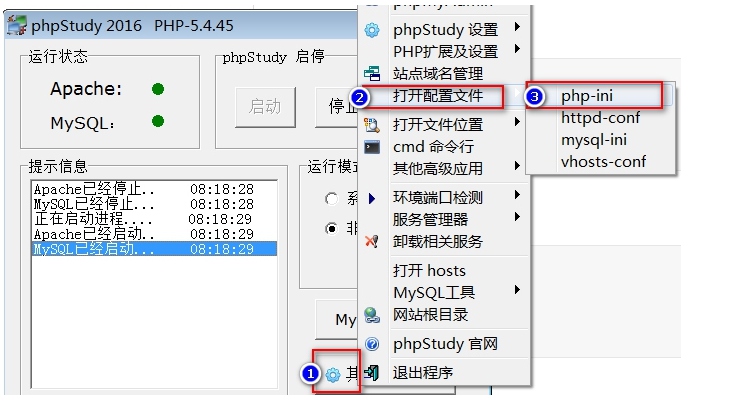 phpStudy 2016 PHP-5.4.45
运行状态
Apache:
MySQL:
phpStudy 启停
启动
停止
提示信息
Apache已经停止.. 08:18:28
MySQL已经停止... 08:18:28
正在启动进程.... 08:18:29
Apache已经启动.. 08:18:29
MySQL已经启动... 08:18:29
运行模式
非
My
1
phpStudy 设置
PHP扩展及设置
站点域名管理
2
打开配置文件
打开文件位置
cmd 命令行
其他高级应用
环境端口检测
服务管理器
卸载相关服务
打开 hosts
MySQL工具
网站根目录
phpStudy 官网
退出程序
3
php-ini
httpd-conf
mysql-ini
vhosts-conf